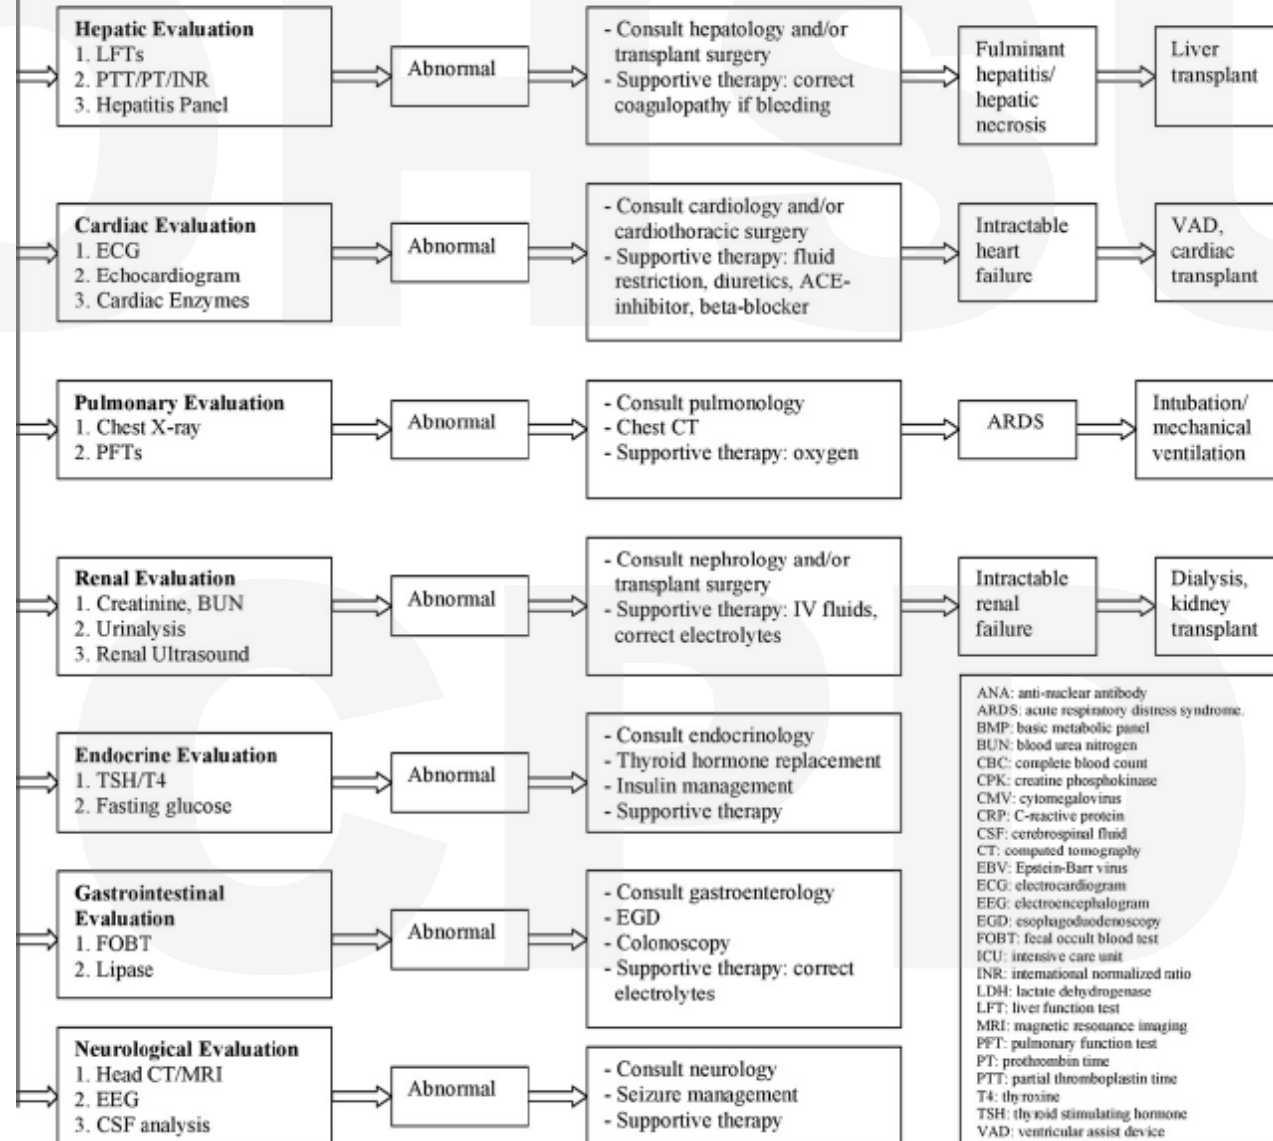 Hepatic Evaluation
1. LFTs
2. PTT/PT/INR
3. Hepatitis Panel
Abnormal
- Consult hepatology and/or
transplant surgery
- Supportive therapy: correct
coagulopathy if bleeding
Fulminant
hepatitis/
hepatic
necrosis
Liver
transplant
Cardiac Evaluation
1. ECG
2. Echocardiogram
3. Cardiac Enzymes
Abnormal
- Consult cardiology and/or
cardiothoracic surgery
- Supportive therapy: fluid
restriction, diuretics, ACE-
inhibitor, beta-blocker
Intractable
heart
failure
VAD,
cardiac
transplant
Pulmonary Evaluation
1. Chest X-ray
2. PFTs
Abnormal
- Consult pulmonology
- Chest CT
- Supportive therapy: oxygen
ARDS
Intubation/
mechanical
ventilation
Renal Evaluation
1. Creatinine, BUN
2. Urinalysis
3. Renal Ultrasound
Abnormal
- Consult nephrology and/or
transplant surgery
- Supportive therapy: IV fluids,
correct electrolytes
Intractable
renal
failure
Dialysis,
kidney
transplant
Endocrine Evaluation
1. TSH/T4
2. Fasting glucose
Abnormal
- Consult endocrinology
- Thyroid hormone replacement
- Insulin management
- Supportive therapy
Gastrointestinal
Evaluation
1. FOBT
2. Lipase
Abnormal
- Consult gastroenterology
- EGD
- Colonoscopy
- Supportive therapy: correct
electrolytes
Neurological Evaluation
1. Head CT/MRI
2. EEG
3. CSF analysis
Abnormal
- Consult neurology
- Seizure management
- Supportive therapy
ANA: anti-nuclear antibody
ARDS: acute respiratory distress syndrome.
BMP: basic metabolic panel
BUN: blood urea nitrogen
CBC: complete blood count
CPK: creatine phosphokinase
CMV: cytomegalovirus
CRP: C-reactive protein
CSF: cerebrospinal fluid
CT: computed tomography
EBV: Epstein-Barr virus
ECG: electrocardiogram
EEG: electroencephalogram
EGD: esophagoduodenoscopy
FOBT: fecal occult blood test
ICU: intensive care unit
INR: international normalized ratio
LDH: lactate dehydrogenase
LFT: liver function test
MRI: magnetic resonance imaging
PFT: pulmonary function test
PT: prothrombin time
PTT: partial thromboplastin time
T4: thyroxine
TSH: thyroid stimulating hormone
VAD: ventricular assist device
DHSU
CPD